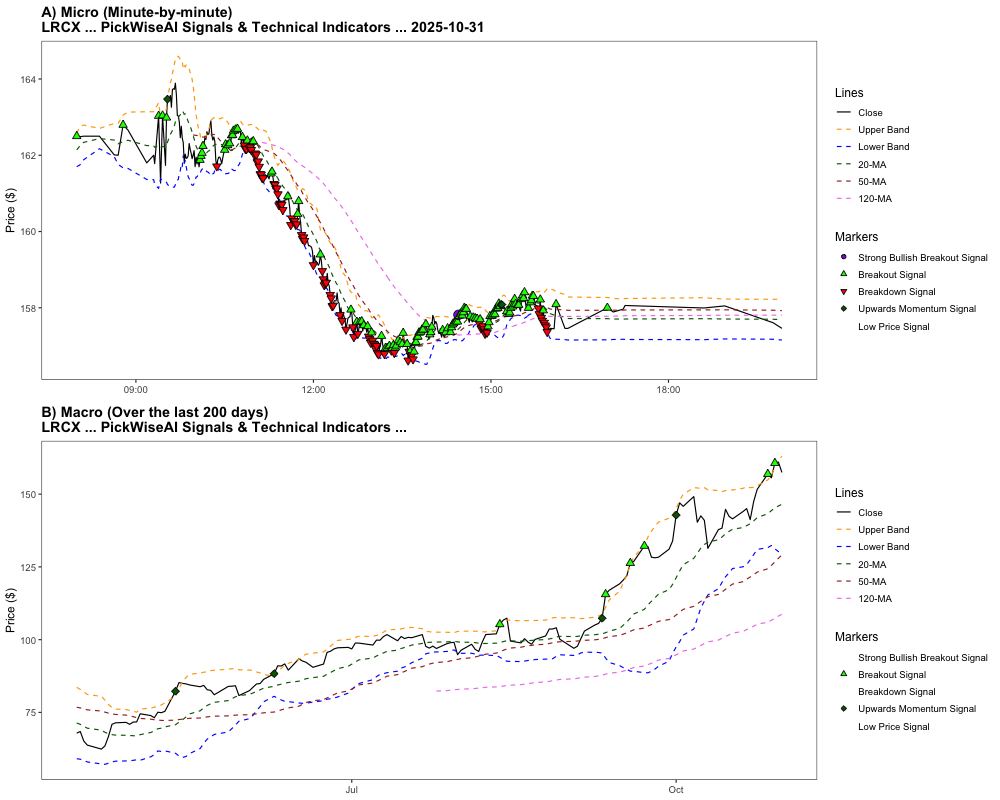 A) Micro (Minute-by-minute)
LRCX ... PickWiseAI Signals & Technical Indicators ... 2025-10-31
Price ($)
164
162
160
158
09:00
12:00
15:00
18:00
Lines
Close
Upper Band
Lower Band
20-MA
50-MA
120-MA
Markers
Strong Bullish Breakout Signal
Breakout Signal
Breakdown Signal
Upwards Momentum Signal
Low Price Signal
B) Macro (Over the last 200 days)
LRCX ... PickWiseAI Signals & Technical Indicators ...
Price ($)
150
125
100
75
Jul
Oct
Lines
Close
Upper Band
Lower Band
20-MA
50-MA
120-MA
Markers
Strong Bullish Breakout Signal
Breakout Signal
Breakdown Signal
Upwards Momentum Signal
Low Price Signal